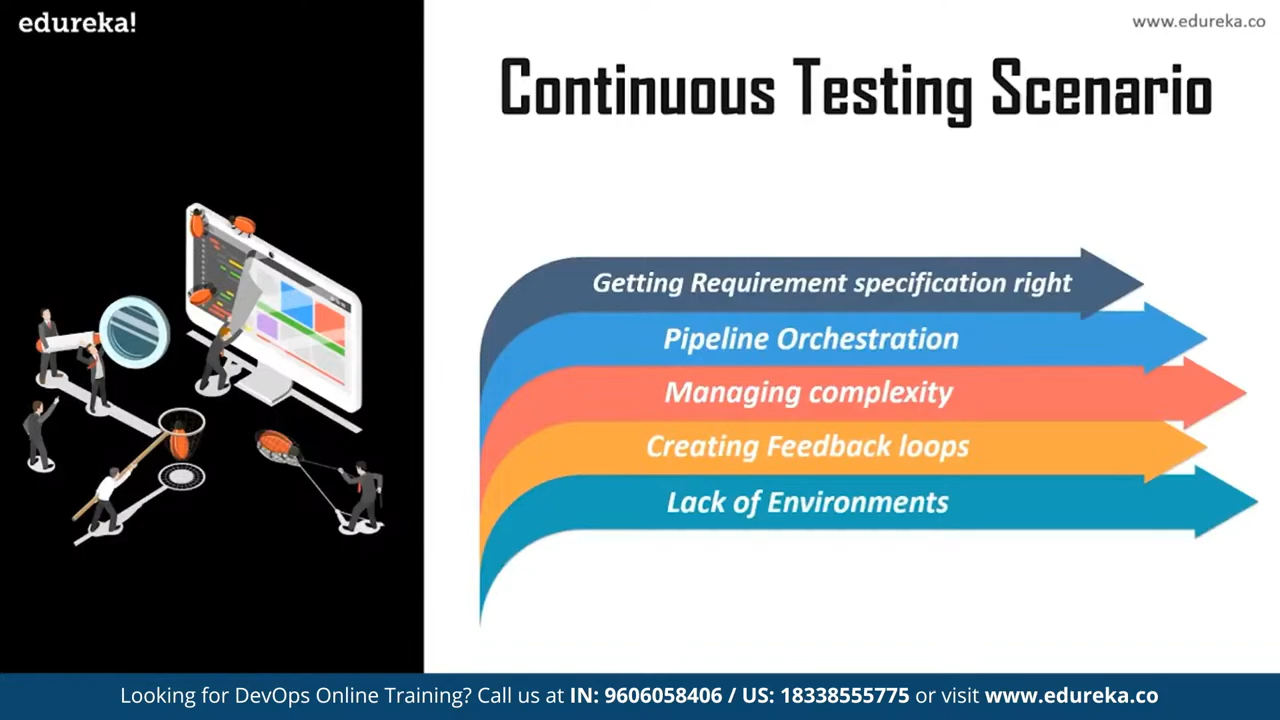 edureka!
www.edureka.co
Continuous Testing Scenario
Getting Requirement specification right
Pipeline Orchestration
Managing complexity
Creating Feedback loops
Lack of Environments
Looking for DevOps Online Training? Call us at IN: 9606058406 / US: 18338555775 or visit www.edureka.co